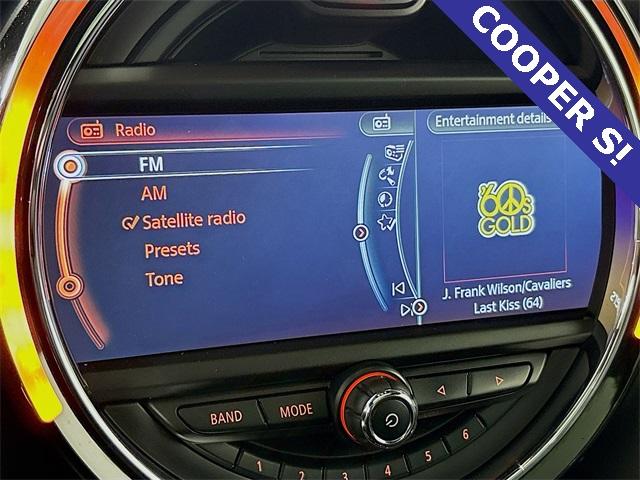 COOPER S!
Radio
Entertainment details
FM
AM
Satellite radio
Presets
Tone
60s
GOLD
J. Frank Wilson/Cavaliers
Last Kiss (64)
BAND
MODE
1
2
3
4
5
6